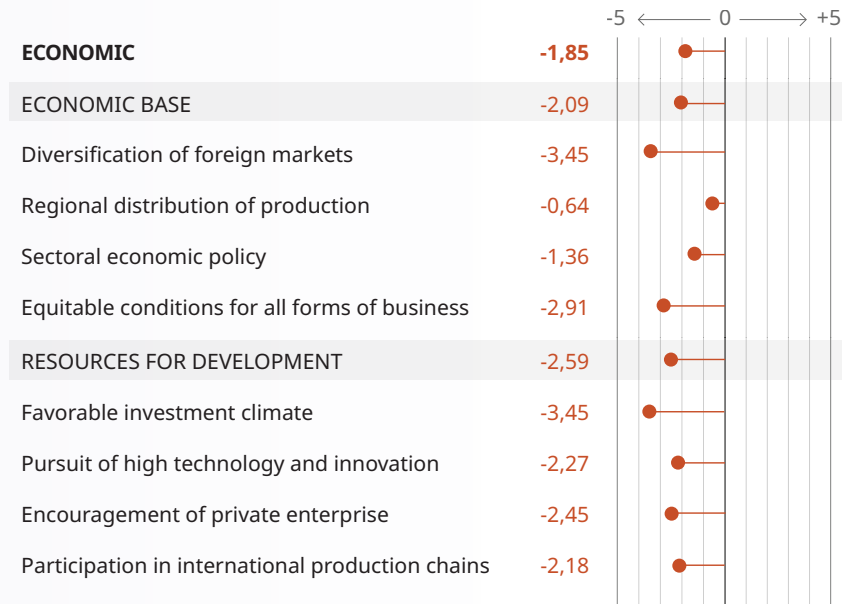 -5 0 +5
ECONOMIC -1,85
ECONOMIC BASE -2,09
Diversification of foreign markets -3,45
Regional distribution of production -0,64
Sectoral economic policy -1,36
Equitable conditions for all forms of business -2,91
RESOURCES FOR DEVELOPMENT -2,59
Favorable investment climate -3,45
Pursuit of high technology and innovation -2,27
Encouragement of private enterprise -2,45
Participation in international production chains -2,18